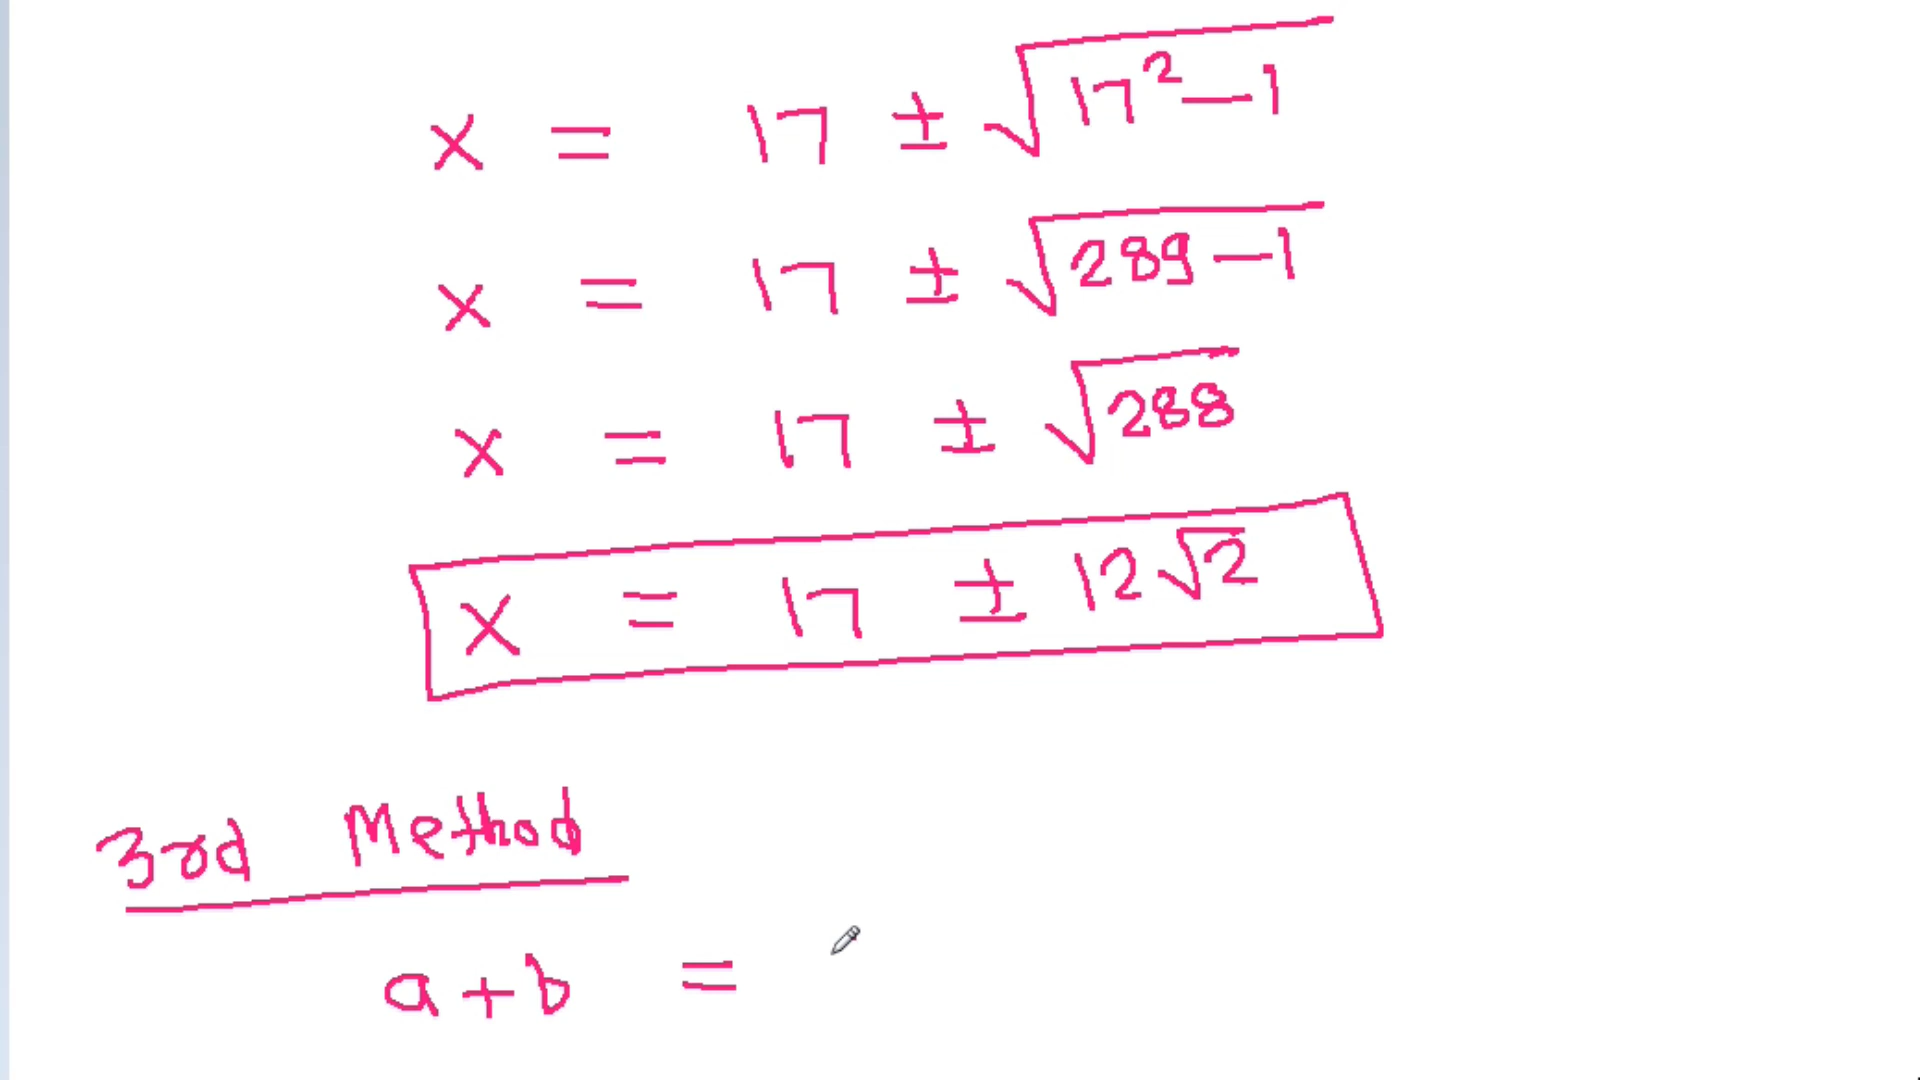 x = 17 ± √(17² − 1)
x = 17 ± √(289 − 1)
x = 17 ± √288
x = 17 ± 12√2
3rd Method
a + b =